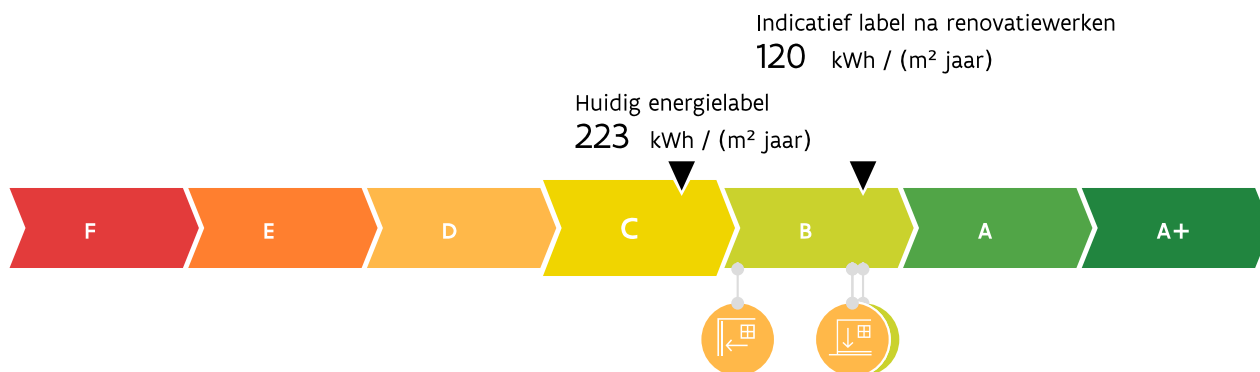 Indicatief label na renovatiewerken
120 kWh / (m² jaar)
Huidig energielabel
223 kWh / (m² jaar)
F E D C B A A+